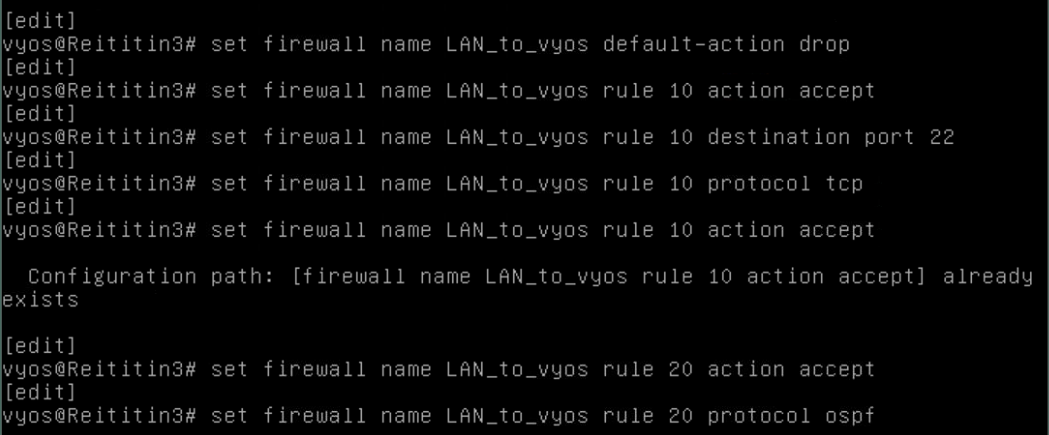 [edit]
vyos@Reititin3# set firewall name LAN_to_vyos default-action drop
[edit]
vyos@Reititin3# set firewall name LAN_to_vyos rule 10 action accept
[edit]
vyos@Reititin3# set firewall name LAN_to_vyos rule 10 destination port 22
[edit]
vyos@Reititin3# set firewall name LAN_to_vyos rule 10 protocol tcp
[edit]
vyos@Reititin3# set firewall name LAN_to_vyos rule 10 action accept
Configuration path: [firewall name LAN_to_vyos rule 10 action accept] already
exists
[edit]
vyos@Reititin3# set firewall name LAN_to_vyos rule 20 action accept
[edit]
vyos@Reititin3# set firewall name LAN_to_vyos rule 20 protocol ospf